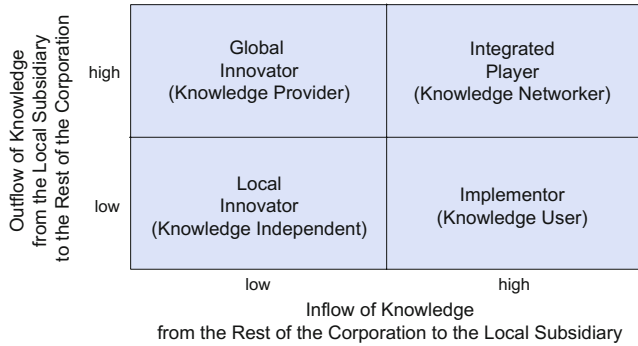 Outflow of Knowledge
from the Local Subsidiary
to the Rest of the Corporation
high
Global
Innovator
(Knowledge Provider)
Integrated
Player
(Knowledge Networker)
low
Local
Innovator
(Knowledge Independent)
Implementor
(Knowledge User)
low
high
Inflow of Knowledge
from the Rest of the Corporation to the Local Subsidiary